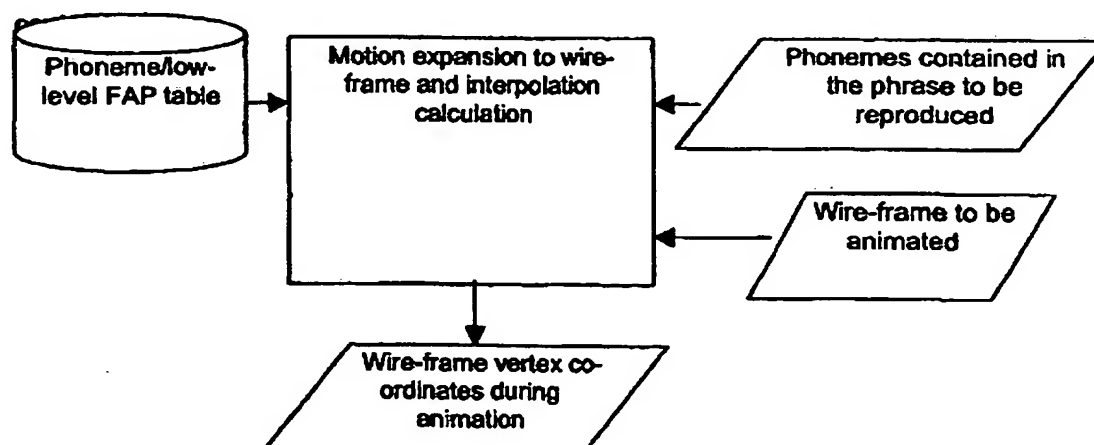 Phoneme/low-
level FAP table
Motion expansion to wire-
frame and interpolation
calculation
Phonemes contained in
the phrase to be
reproduced
Wire-frame to be
animated
Wire-frame vertex co-
ordinates during
animation